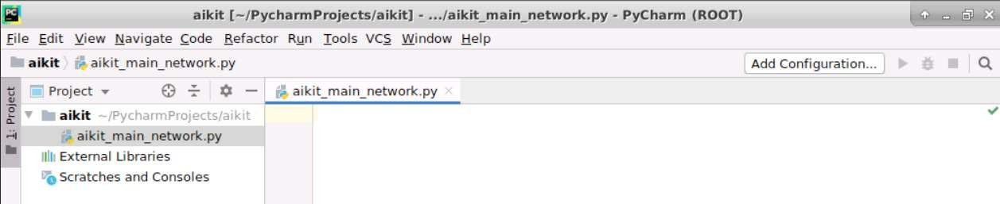 PC aikit [~/PycharmProjects/aikit] - .../aikit_main_network.py - PyCharm (ROOT)
File Edit View Navigate Code Refactor Run Tools VCS Window Help
aikit aikit_main_network.py Add Configuration...
1: Project
Project
aikit_main_network.py
aikit ~/PycharmProjects/aikit
aikit_main_network.py
External Libraries
Scratches and Consoles